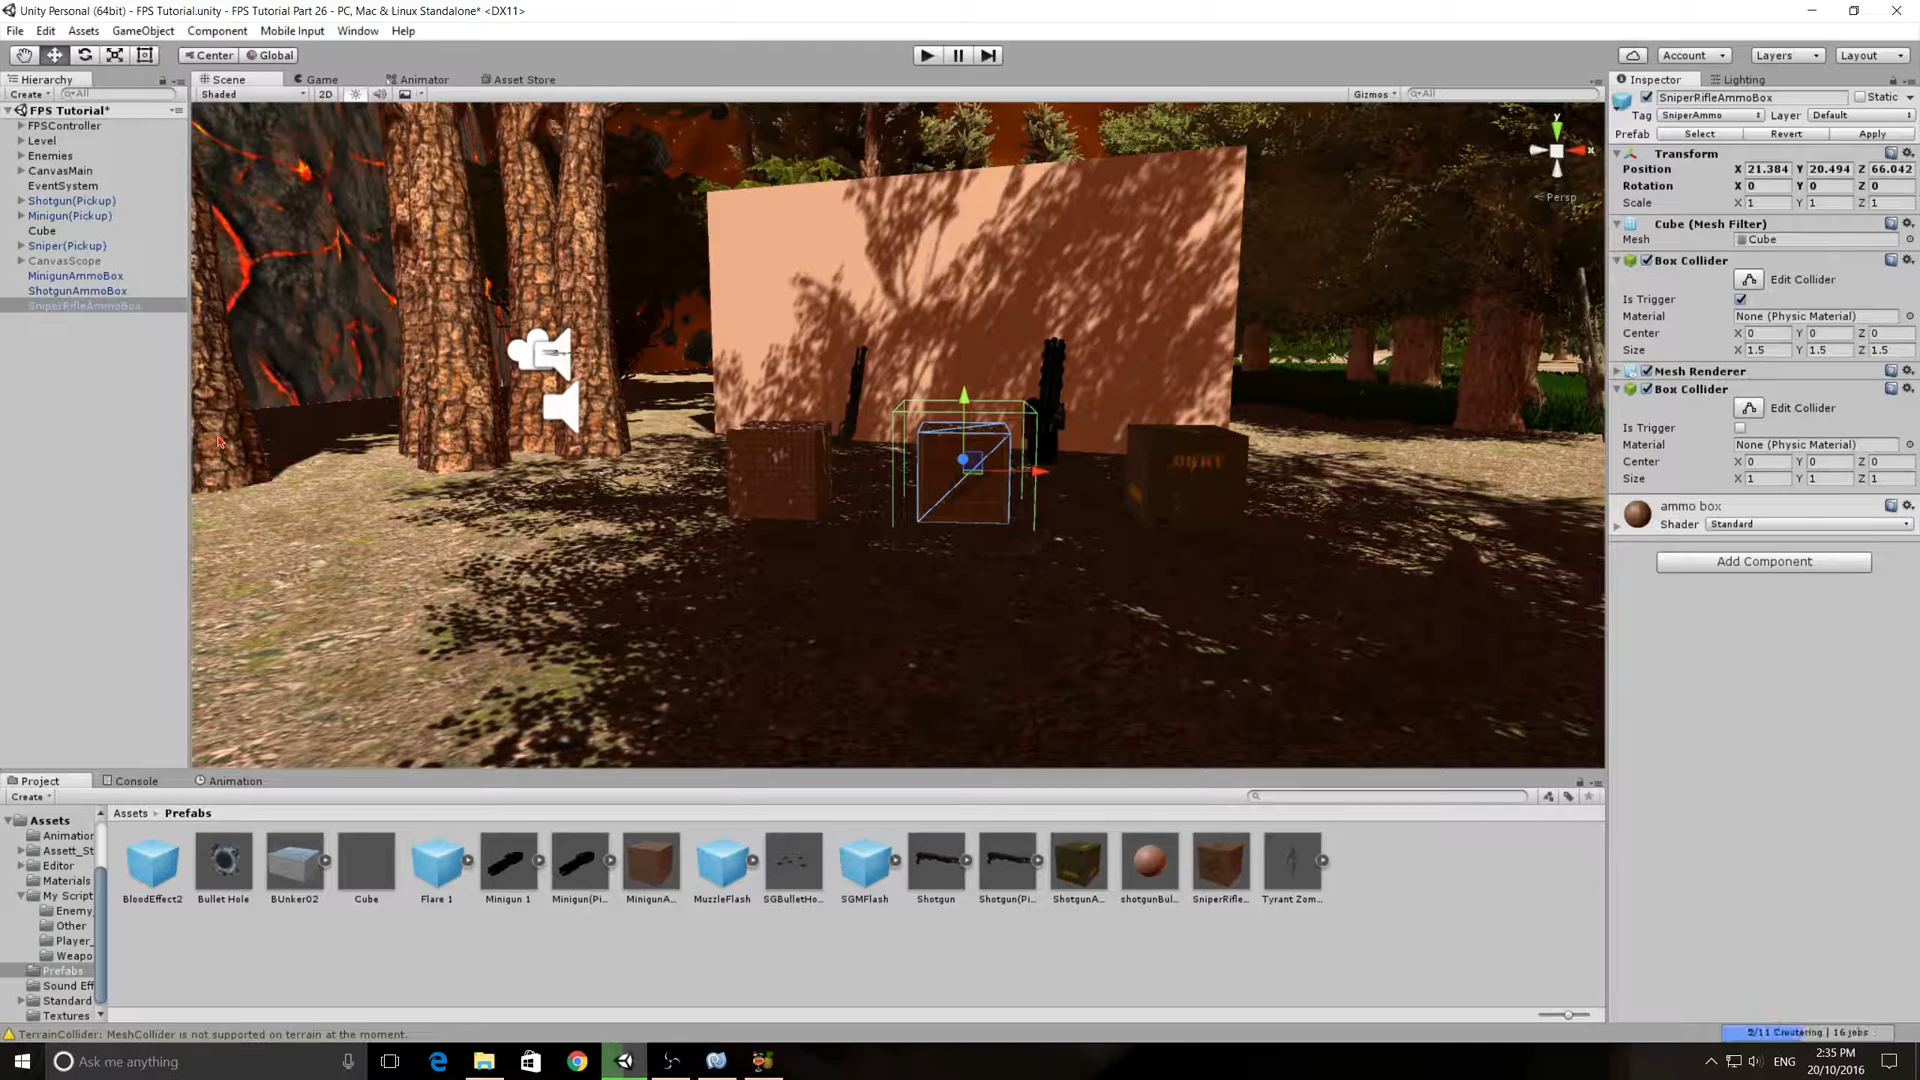 Unity Personal (64bit) - FPS Tutorial.unity - FPS Tutorial Part 26 - PC, Mac & Linux Standalone* <DX11>
File Edit Assets GameObject Component Mobile Input Window Help
Center Global Account Layers Layout
Hierarchy Scene Game Animator Asset Store Inspector Lighting
Create All Shaded 2D Gizmos All
SniperRifleAmmoBox Static
FPS Tutorial*
Tag SniperAmmo Layer Default
FPSController
Prefab Select Revert Apply
Level
Transform
Enemies
Position X 21.384 Y 20.494 Z 66.042
CanvasMain
Rotation X 0 Y 0 Z 0
EventSystem
Scale X 1 Y 1 Z 1
Shotgun(Pickup)
Cube (Mesh Filter)
Minigun(Pickup)
Mesh Cube
Cube
Box Collider
Sniper(Pickup)
Edit Collider
CanvasScope
Is Trigger
MinigunAmmoBox
Material None (Physic Material)
ShotgunAmmoBox
Center X 0 Y 0 Z 0
SniperRifleAmmoBox
Size X 1.5 Y 1.5 Z 1.5
y
x
Persp
Mesh Renderer
Box Collider
Edit Collider
Is Trigger
Material None (Physic Material)
Center X 0 Y 0 Z 0
Size X 1 Y 1 Z 1
ammo box
Shader Standard
Add Component
Project Console Animation
Create
Assets
Animation
Assett_St
Editor
Materials
My Script
Enemy_
Other
Player_
Weapo
Prefabs
Sound Eff
Standard
Textures
Assets Prefabs
BloodEffect2 Bullet Hole BUnker02 Cube Flare 1 Minigun 1 Minigun(Pi... MinigunA... MuzzleFlash SGBulletHo... SGMFlash Shotgun Shotgun(Pi... ShotgunA... shotgunBul... SniperRifle... Tyrant Zom...
TerrainCollider: MeshCollider is not supported on terrain at the moment.
2/11 Clustering | 16 jobs
Ask me anything
ENG
2:35 PM
20/10/2016